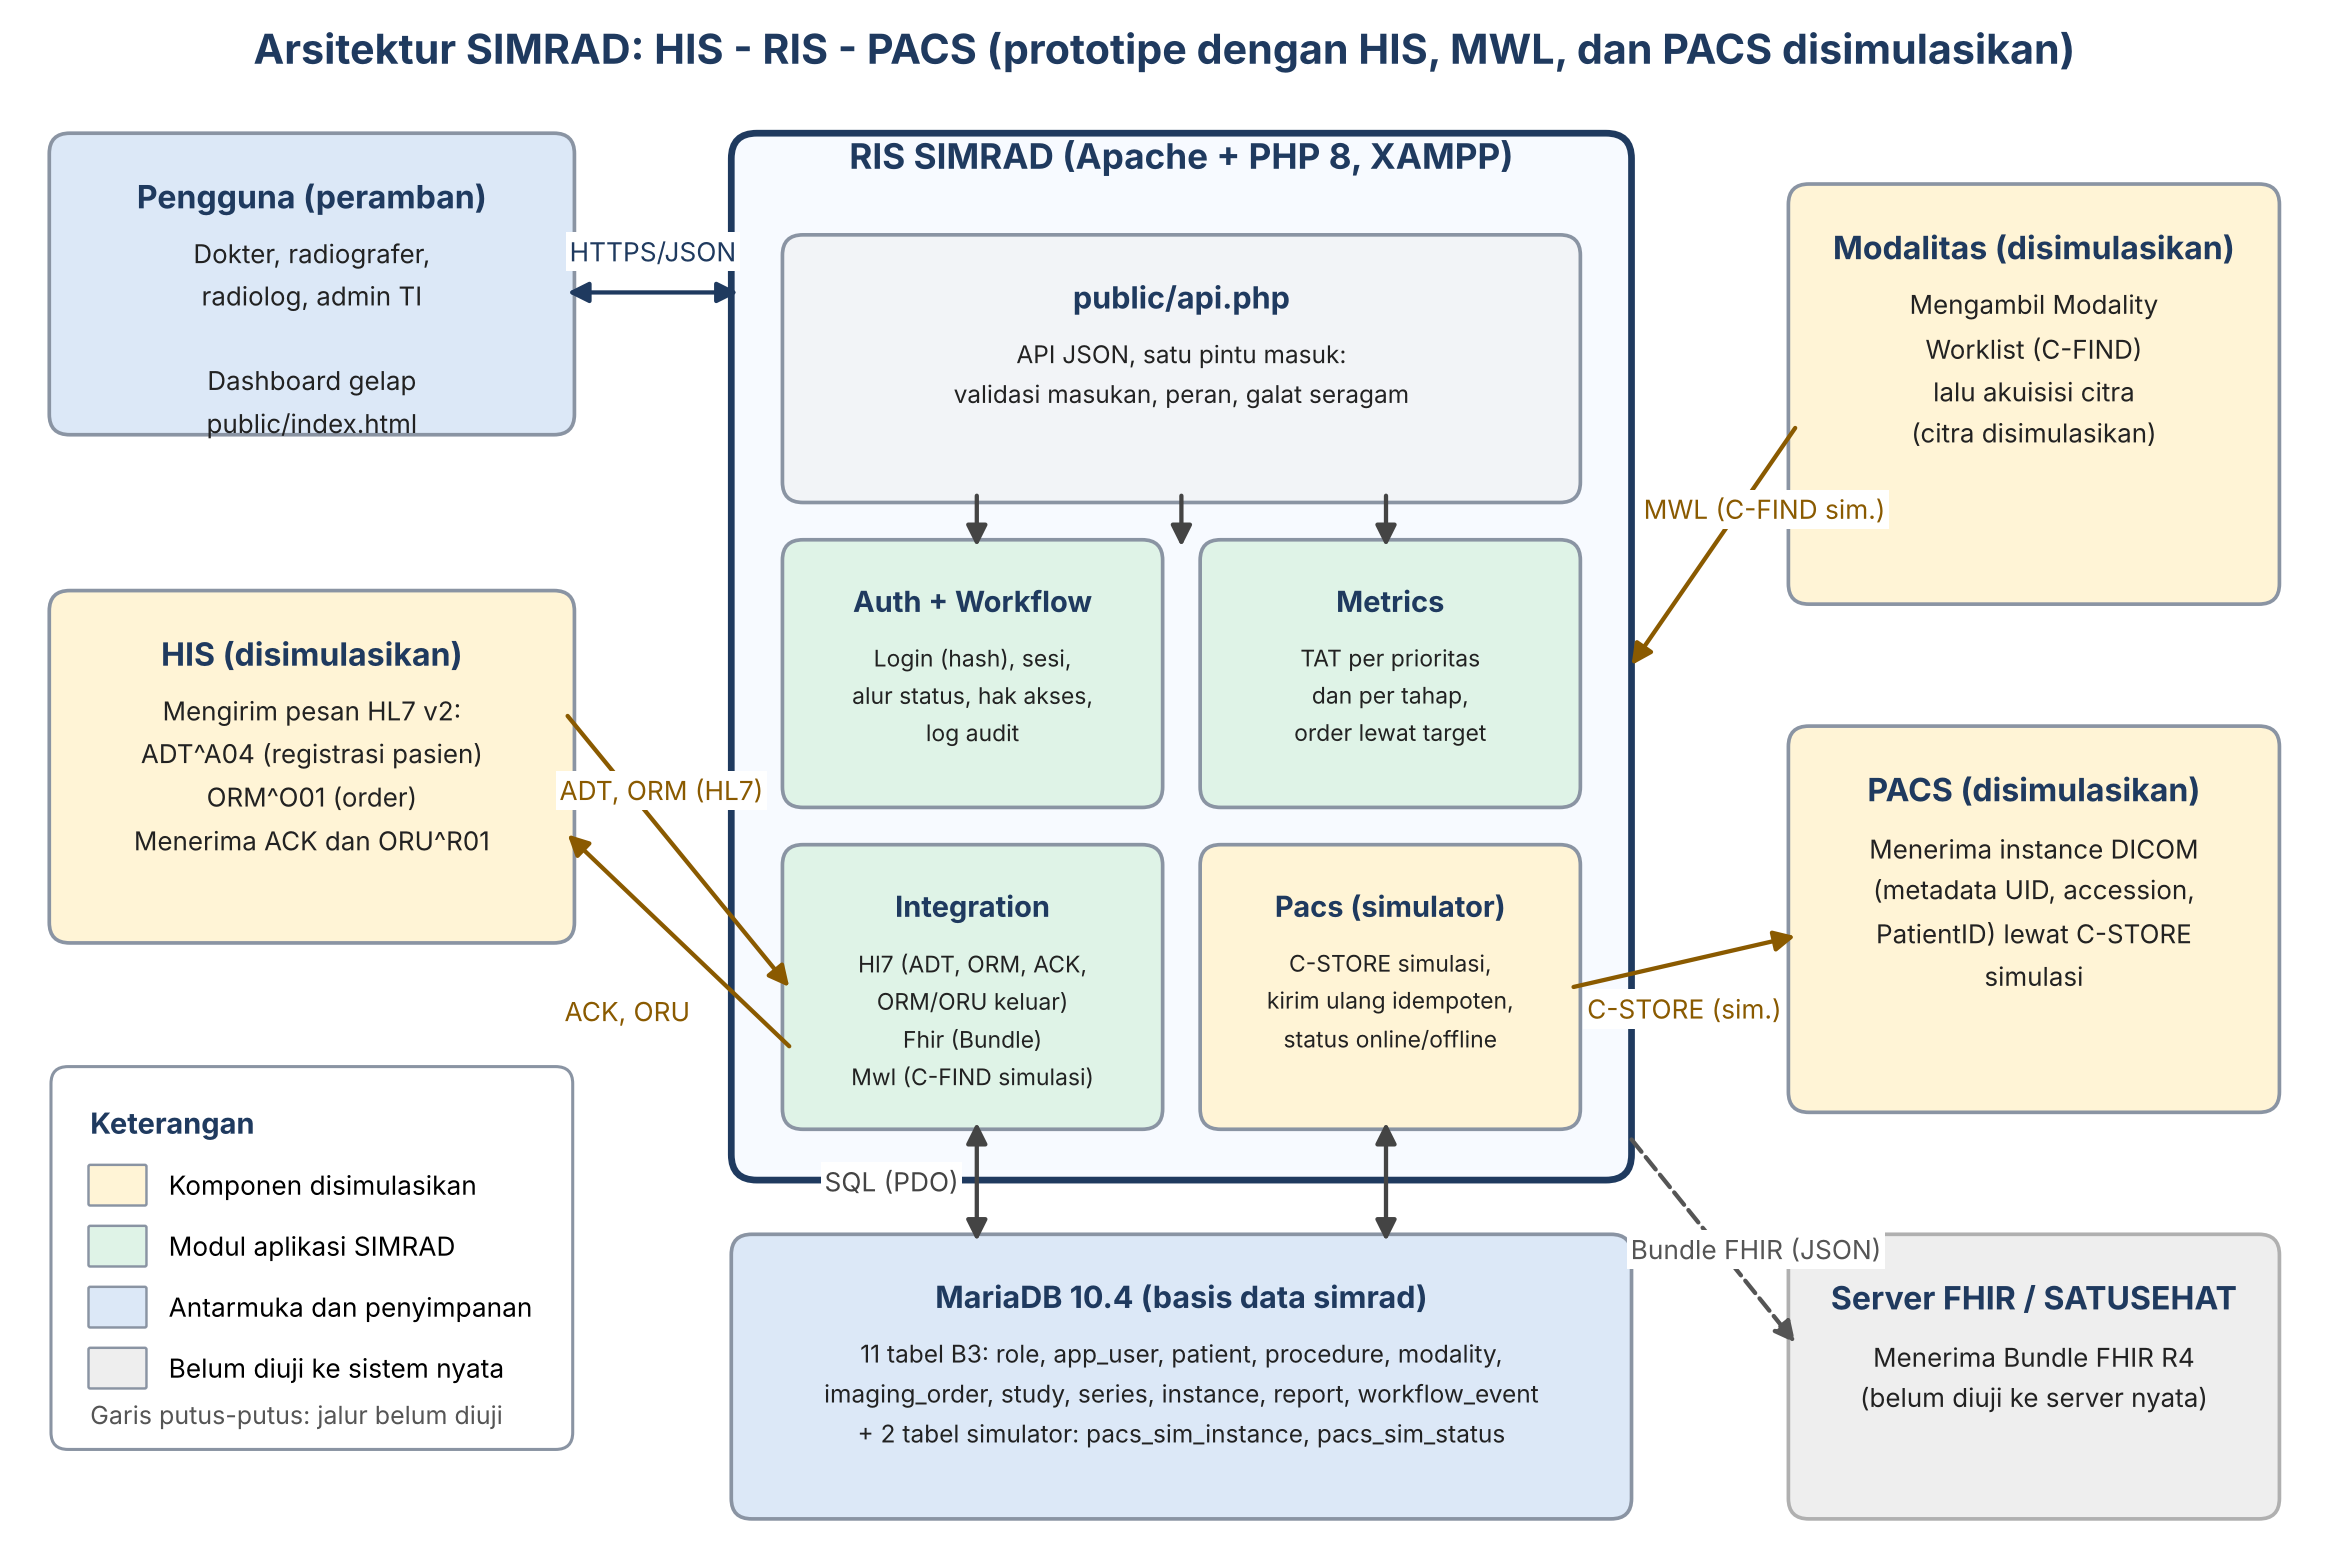 Arsitektur SIMRAD: HIS - RIS - PACS (prototipe dengan HIS, MWL, dan PACS disimulasikan)
Pengguna (peramban)
Dokter, radiografer,
radiolog, admin TI
Dashboard gelap
public/index.html
HTTPS/JSON
RIS SIMRAD (Apache + PHP 8, XAMPP)
public/api.php
API JSON, satu pintu masuk:
validasi masukan, peran, galat seragam
Modalitas (disimulasikan)
Mengambil Modality
Worklist (C-FIND)
lalu akuisisi citra
(citra disimulasikan)
MWL (C-FIND sim.)
Auth + Workflow
Login (hash), sesi,
alur status, hak akses,
log audit
Metrics
TAT per prioritas
dan per tahap,
order lewat target
HIS (disimulasikan)
Mengirim pesan HL7 v2:
ADT^A04 (registrasi pasien)
ORM^O01 (order)
Menerima ACK dan ORU^R01
ADT, ORM (HL7)
ACK, ORU
Integration
Hl7 (ADT, ORM, ACK,
ORM/ORU keluar)
Fhir (Bundle)
Mwl (C-FIND simulasi)
Pacs (simulator)
C-STORE simulasi,
kirim ulang idempoten,
status online/offline
PACS (disimulasikan)
Menerima instance DICOM
(metadata UID, accession,
PatientID) lewat C-STORE
simulasi
C-STORE (sim.)
Keterangan
Komponen disimulasikan
Modul aplikasi SIMRAD
Antarmuka dan penyimpanan
Belum diuji ke sistem nyata
Garis putus-putus: jalur belum diuji
SQL (PDO)
MariaDB 10.4 (basis data simrad)
11 tabel B3: role, app_user, patient, procedure, modality,
imaging_order, study, series, instance, report, workflow_event
+ 2 tabel simulator: pacs_sim_instance, pacs_sim_status
Bundle FHIR (JSON)
Server FHIR / SATUSEHAT
Menerima Bundle FHIR R4
(belum diuji ke server nyata)